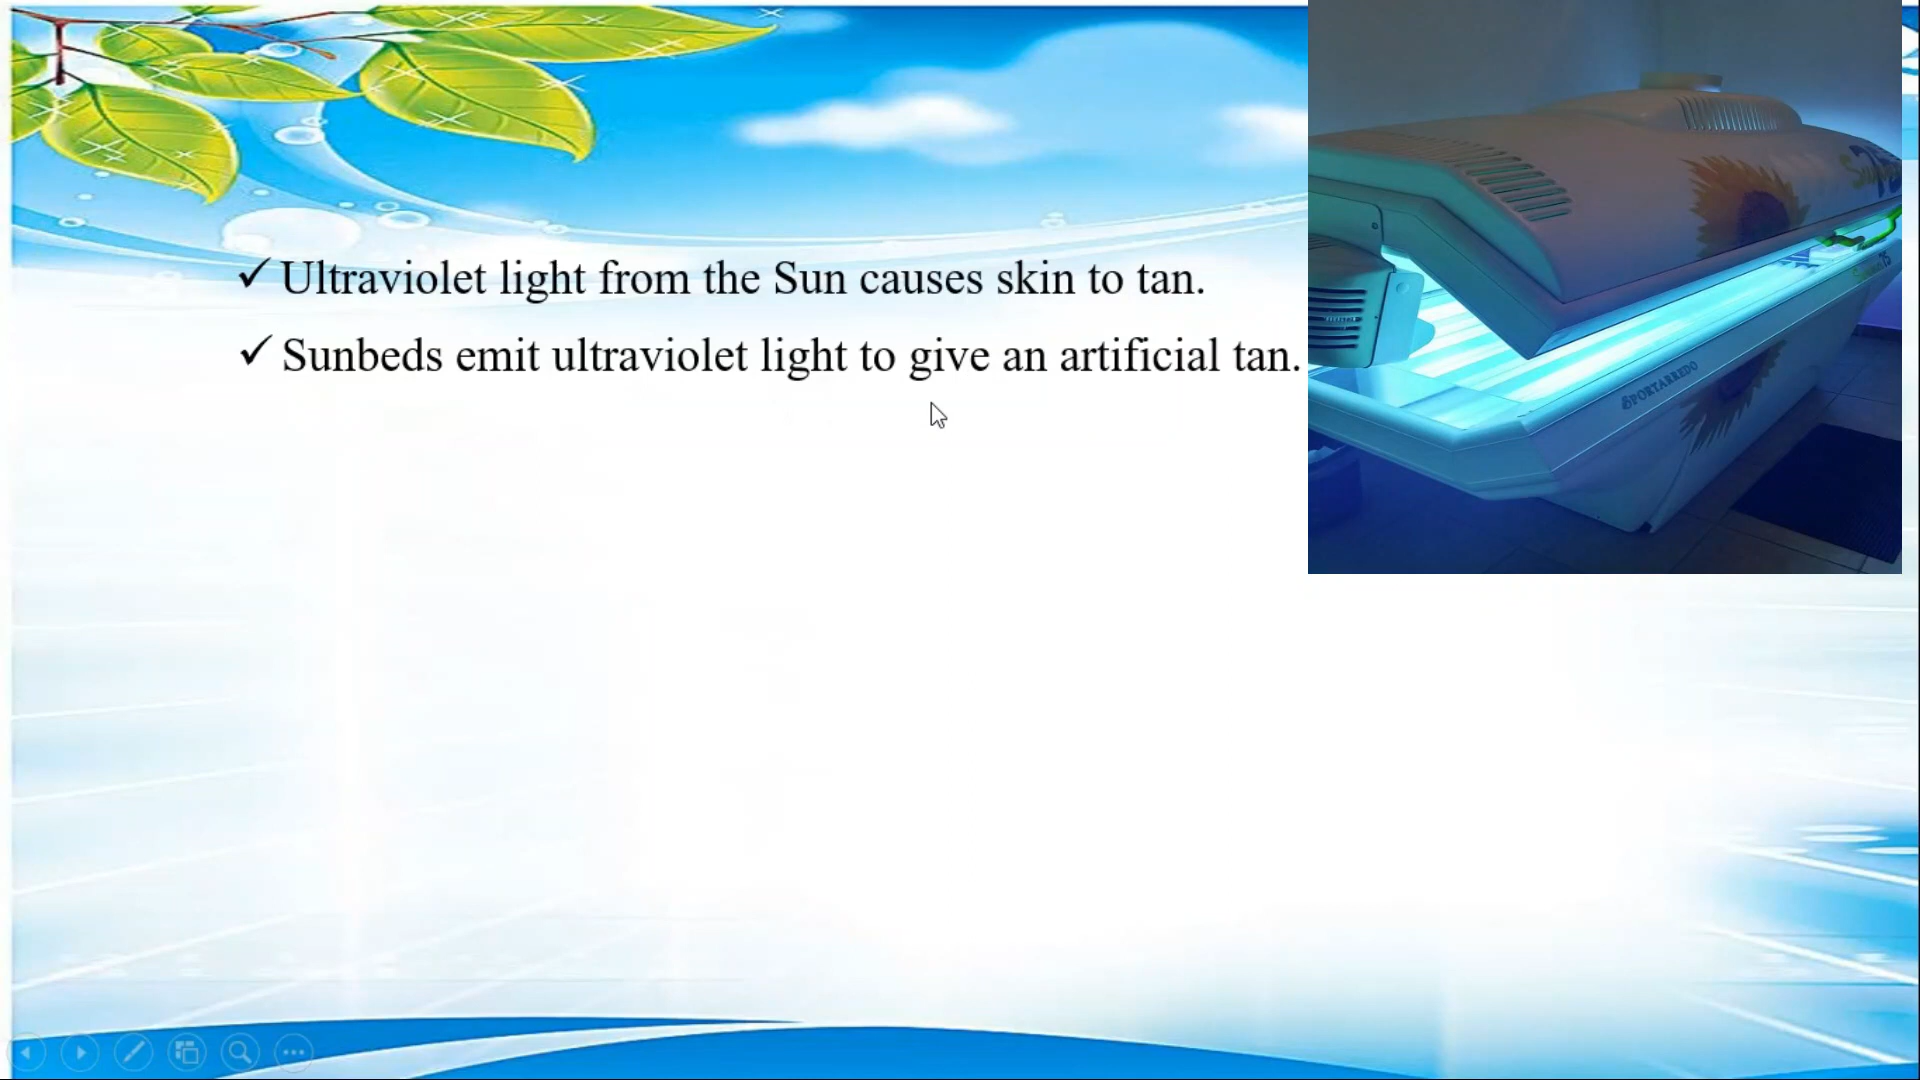 ✓ Ultraviolet light from the Sun causes skin to tan.
✓ Sunbeds emit ultraviolet light to give an artificial tan.
SPORTARREDO